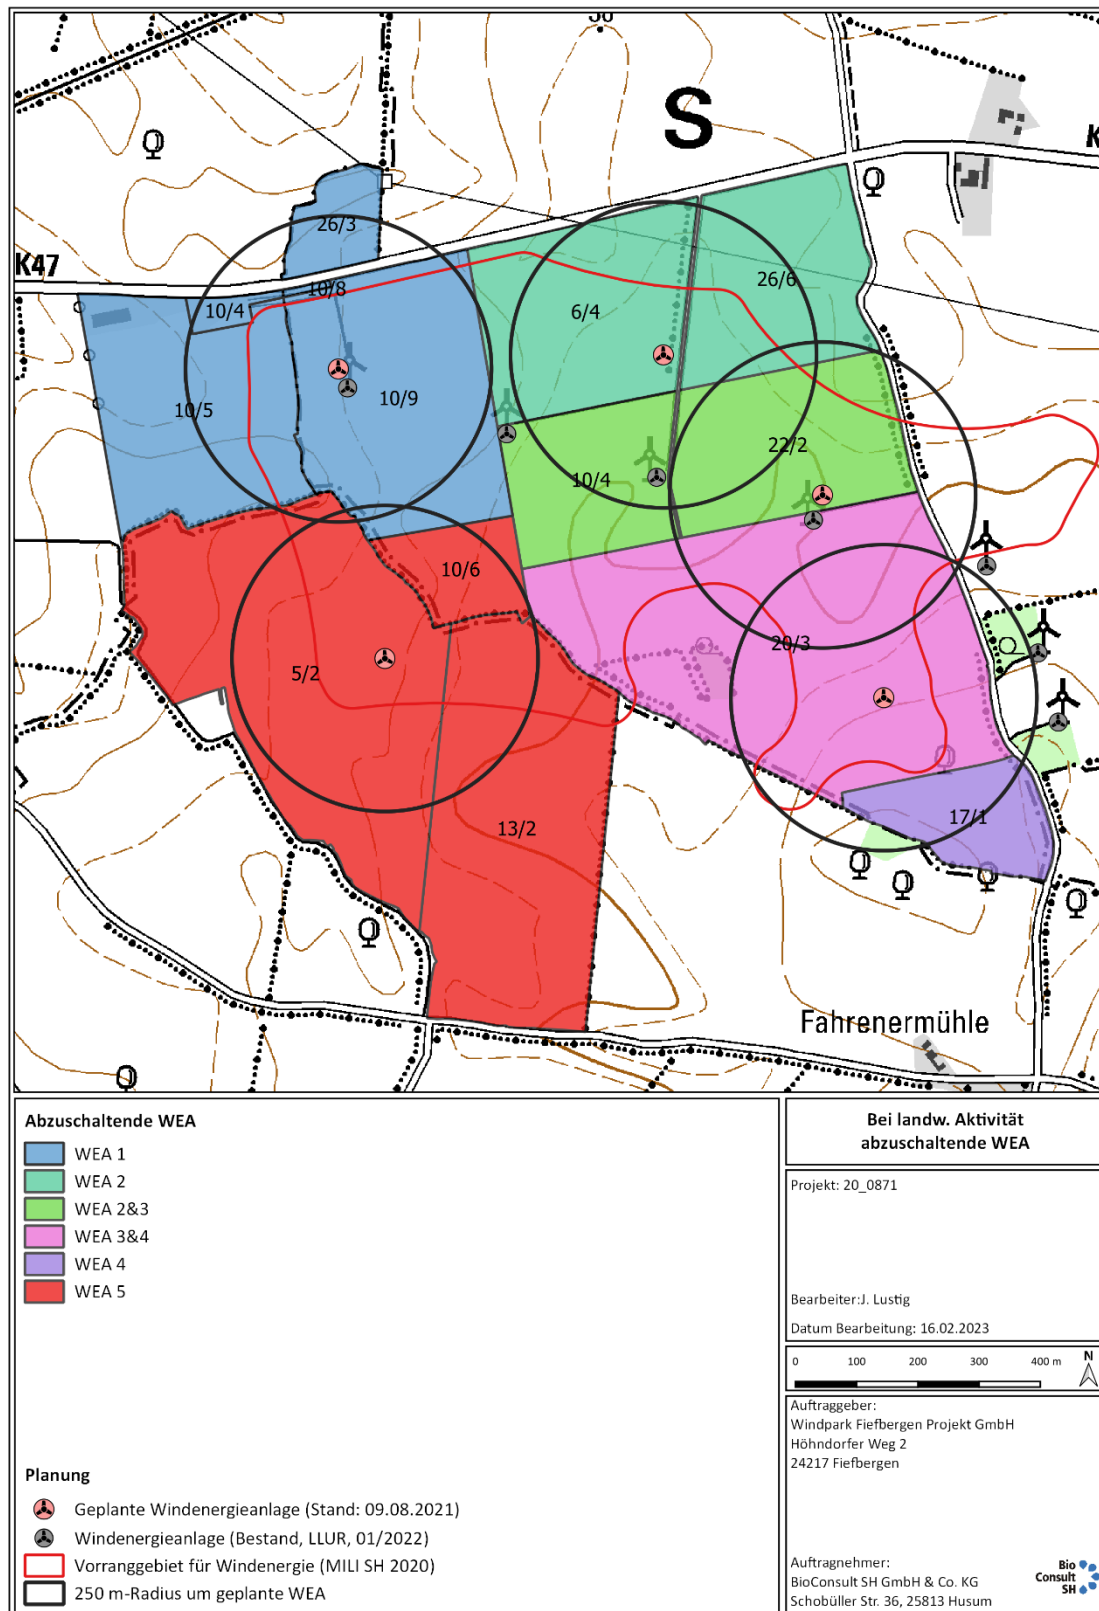 S
K47
26/3
10/8
10/4
6/4
26/6
10/5
10/9
22/2
10/4
10/6
20/3
5/2
13/2
17/1
Fahrenermühle
Abzuschaltende WEA
WEA 1
WEA 2
WEA 2&3
WEA 3&4
WEA 4
WEA 5
Planung
Geplante Windenergieanlage (Stand: 09.08.2021)
Windenergieanlage (Bestand, LLUR, 01/2022)
Vorranggebiet für Windenergie (MILI SH 2020)
250 m-Radius um geplante WEA
Bei landw. Aktivität
abzuschaltende WEA
Projekt: 20_0871
Bearbeiter:J. Lustig
Datum Bearbeitung: 16.02.2023
0 100 200 300 400 m
N
Auftraggeber:
Windpark Fiefbergen Projekt GmbH
Höhndorfer Weg 2
24217 Fiefbergen
Auftragnehmer:
BioConsult SH GmbH & Co. KG
Schobüller Str. 36, 25813 Husum
Bio
Consult
SH